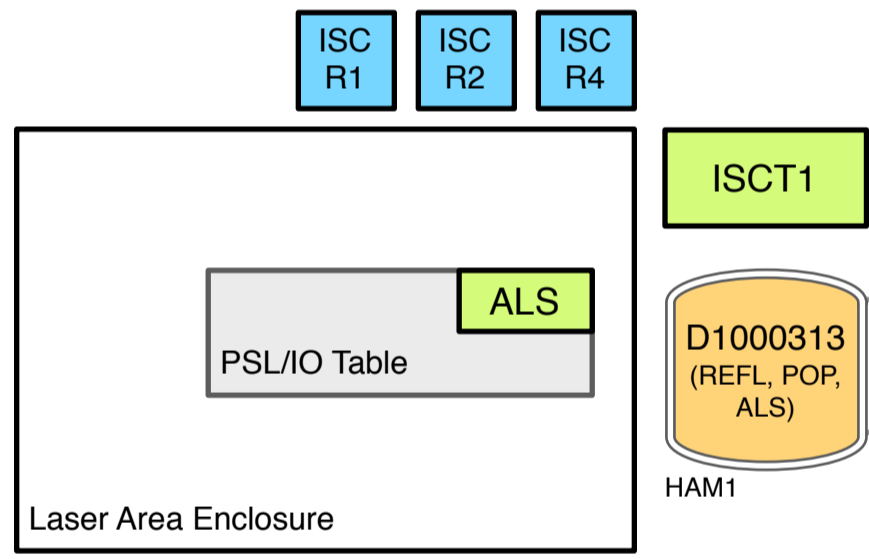 ISC
R1
ISC
R2
ISC
R4
ISCT1
ALS
PSL/IO Table
D1000313
(REFL, POP,
ALS)
HAM1
Laser Area Enclosure